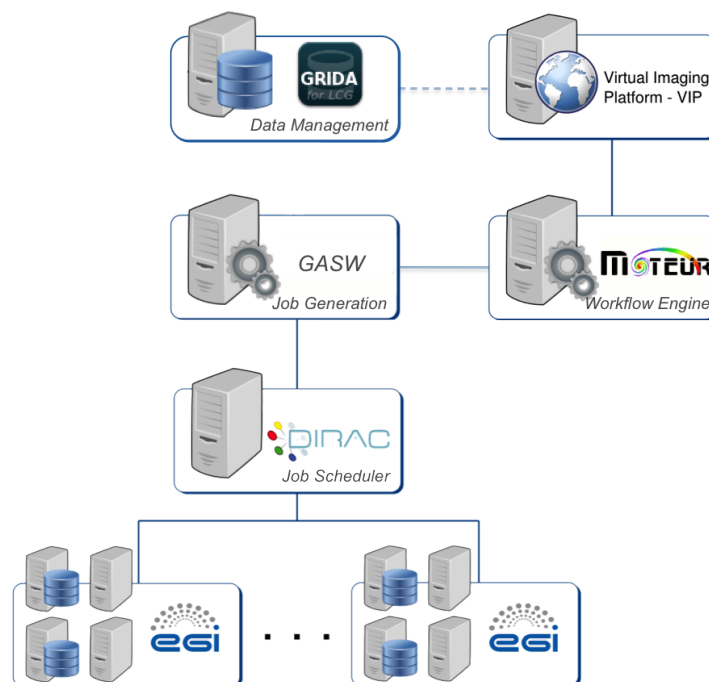 GRIDA
for LCG
Data Management
Virtual Imaging
Platform - VIP
GASW
Job Generation
MOTEUR
Workflow Engine
DIRAC
Job Scheduler
. . .
egi
egi